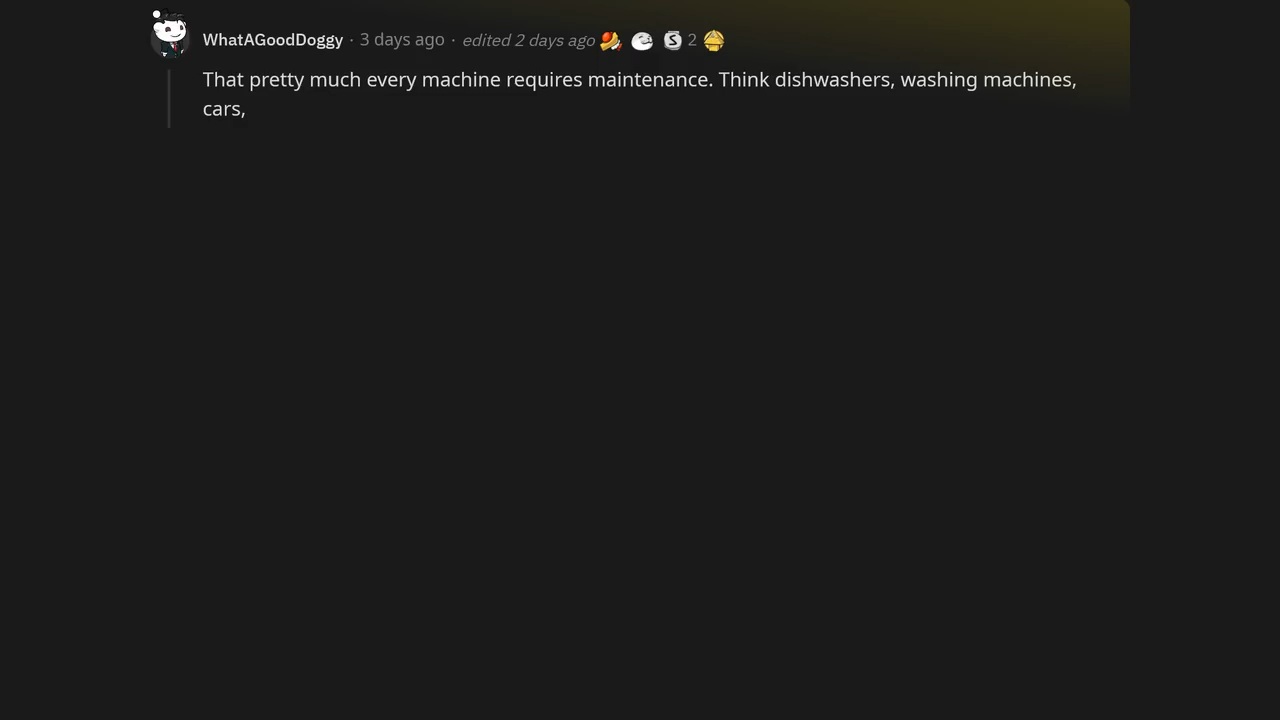 WhatAGoodDoggy · 3 days ago · edited 2 days ago S 2
That pretty much every machine requires maintenance. Think dishwashers, washing machines,
cars,